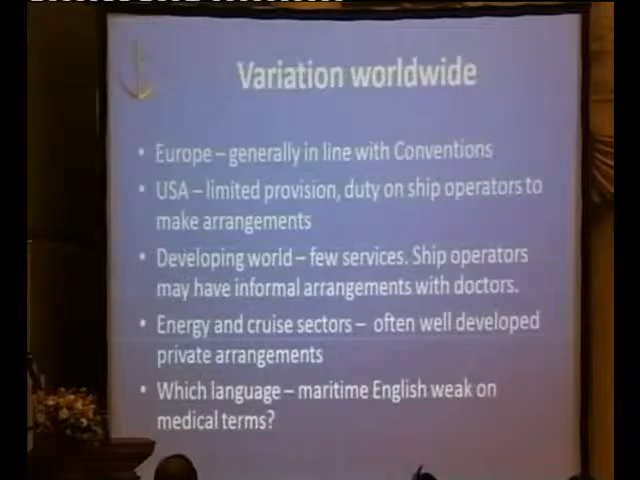 Variation worldwide
• Europe – generally in line with Conventions
• USA – limited provision, duty on ship operators to
make arrangements
• Developing world – few services. Ship operators
may have informal arrangements with doctors.
• Energy and cruise sectors – often well developed
private arrangements
• Which language – maritime English weak on
medical terms?